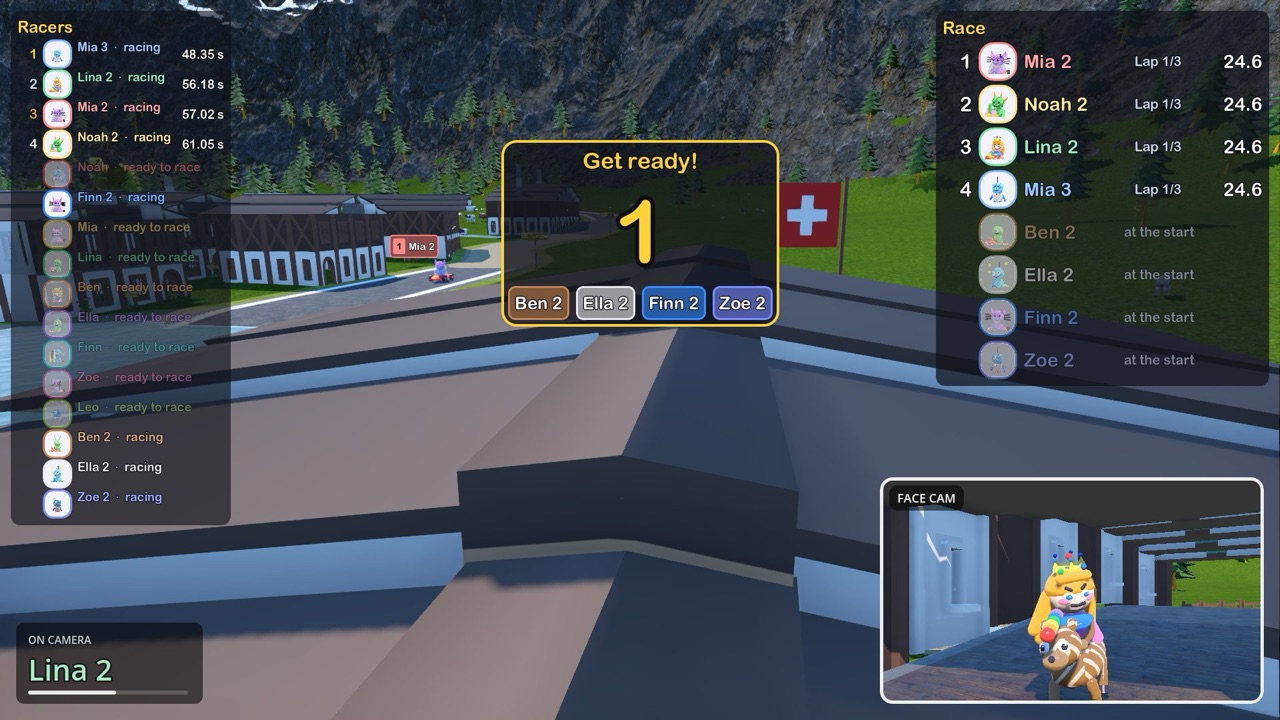 Racers
1 Mia 3 · racing 48.35 s
2 Lina 2 · racing 56.18 s
3 Mia 2 · racing 57.02 s
4 Noah 2 · racing 61.05 s
Noah · ready to race
Finn 2 · racing
Mia · ready to race
Lina · ready to race
Ben · ready to race
Ella · ready to race
Finn · ready to race
Zoe · ready to race
Leo · ready to race
Ben 2 · racing
Ella 2 · racing
Zoe 2 · racing
1 Mia 2
Get ready!
1
Ben 2 Ella 2 Finn 2 Zoe 2
Race
1 Mia 2 Lap 1/3 24.6
2 Noah 2 Lap 1/3 24.6
3 Lina 2 Lap 1/3 24.6
4 Mia 3 Lap 1/3 24.6
Ben 2 at the start
Ella 2 at the start
Finn 2 at the start
Zoe 2 at the start
FACE CAM
ON CAMERA
Lina 2